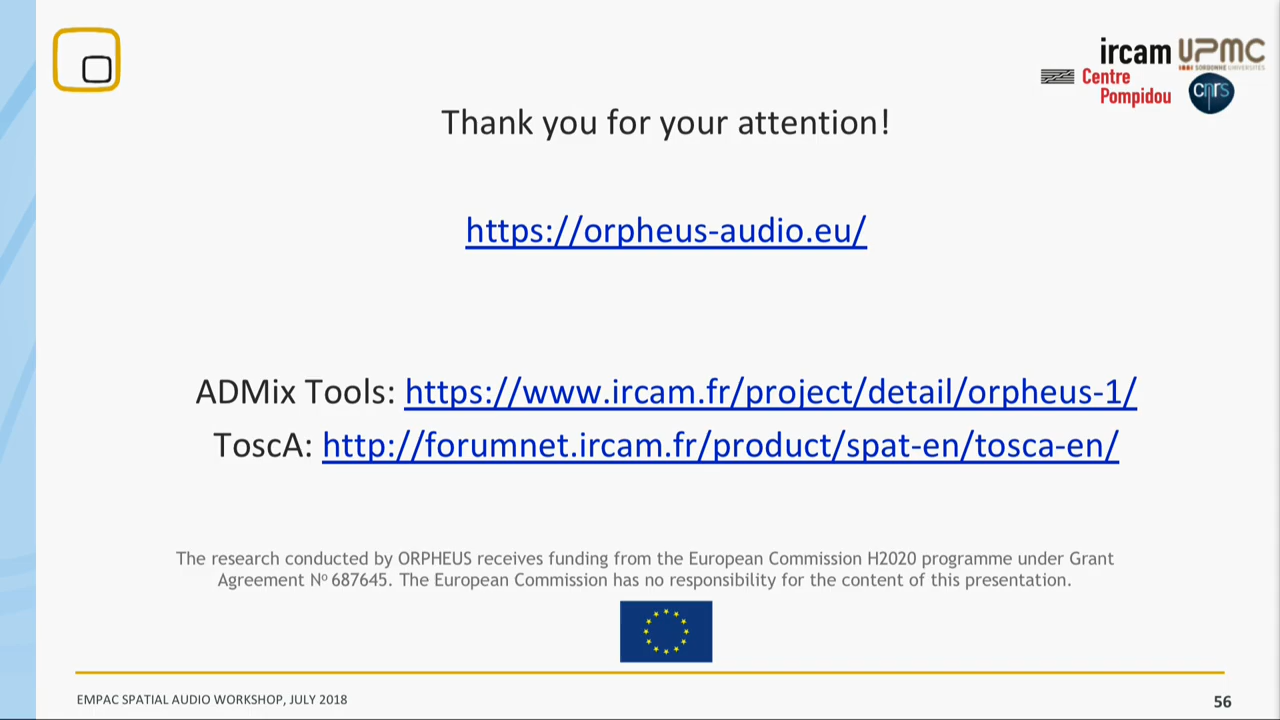 ircam
Centre
Pompidou
UPMC
SORBONNE UNIVERSITÉS
cnrs
Thank you for your attention!
https://orpheus-audio.eu/
ADMix Tools: https://www.ircam.fr/project/detail/orpheus-1/
ToscA: http://forumnet.ircam.fr/product/spat-en/tosca-en/
The research conducted by ORPHEUS receives funding from the European Commission H2020 programme under Grant
Agreement Nº 687645. The European Commission has no responsibility for the content of this presentation.
EMPAC SPATIAL AUDIO WORKSHOP, JULY 2018
56